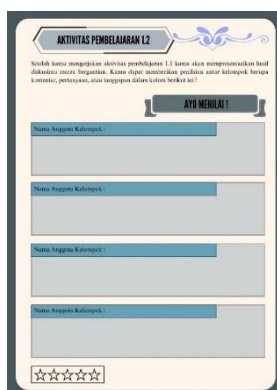 AKTIVITAS PEMBELAJARAN 1.2
Setelah kamu mengerjakan aktivitas pembelajaran 1.1 kamu akan mempresentasikan hasil
diskusimu secara bergantian. Kamu dapat memberikan penilaian antar kelompok berupa
komentar, pertanyaan, atau tanggapan dalam kolom berikut ini !
AYO MENILAI !
Nama Anggota Kelompok :
Nama Anggota Kelompok :
Nama Anggota Kelompok :
Nama Anggota Kelompok :